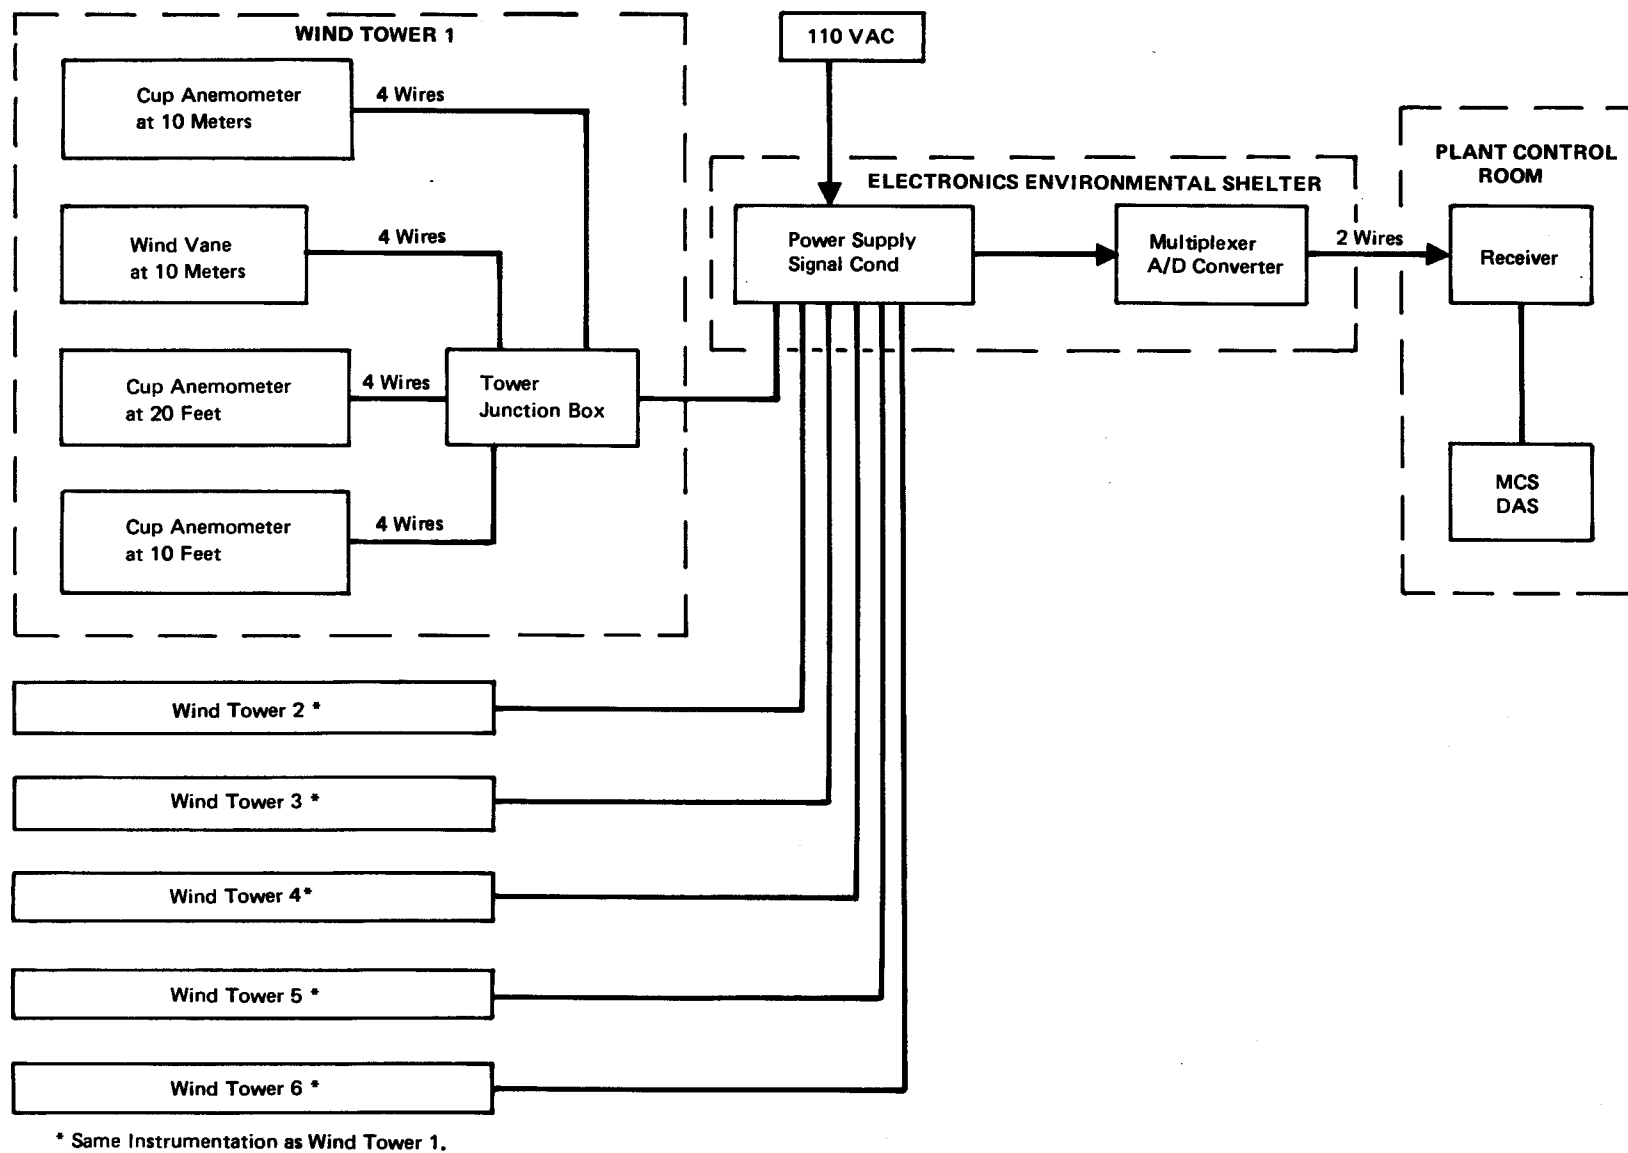 WIND TOWER 1
Cup Anemometer
at 10 Meters
4 Wires
Wind Vane
at 10 Meters
4 Wires
Cup Anemometer
at 20 Feet
4 Wires
Tower
Junction Box
Cup Anemometer
at 10 Feet
4 Wires
110 VAC
ELECTRONICS ENVIRONMENTAL SHELTER
Power Supply
Signal Cond
Multiplexer
A/D Converter
2 Wires
PLANT CONTROL
ROOM
Receiver
MCS
DAS
Wind Tower 2 *
Wind Tower 3 *
Wind Tower 4*
Wind Tower 5 *
Wind Tower 6 *
* Same Instrumentation as Wind Tower 1.